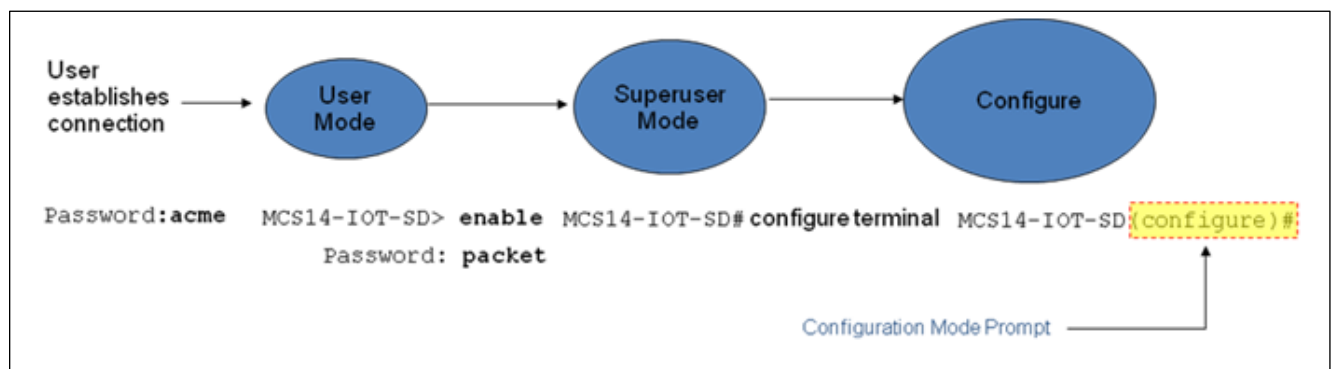 User
establishes
connection
User
Mode
Superuser
Mode
Configure
Password:acme
MCS14-IOT-SD> enable
Password: packet
MCS14-IOT-SD# configure terminal
MCS14-IOT-SD(configure)#
Configuration Mode Prompt